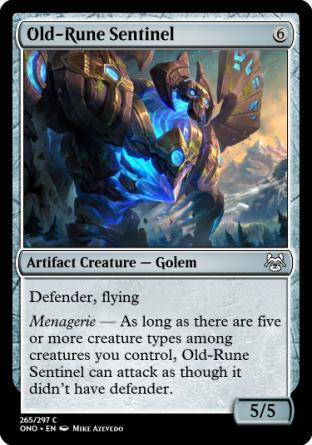 Old-Rune Sentinel 6
Artifact Creature — Golem
Defender, flying
Menagerie — As long as there are five
or more creature types among
creatures you control, Old-Rune
Sentinel can attack as though it
didn't have defender.
5/5
265/297 C
ONO • EN Mike Azevedo